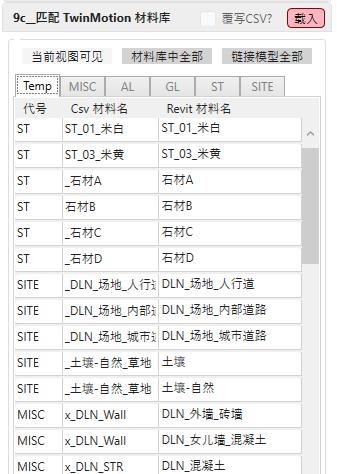 9c__匹配 TwinMotion 材料库 覆写CSV? 载入
当前视图可见 材料库中全部 链接模型全部
Temp MISC AL GL ST SITE
代号 Csv 材料名 Revit 材料名
ST ST_01_米白 ST_01_米白
ST ST_03_米黄 ST_03_米黄
ST _石材A 石材A
ST 石材B 石材B
ST _石材C 石材C
ST _石材D 石材D
SITE _DLN_场地_人行道 DLN_场地_人行道
SITE _DLN_场地_内部道 DLN_场地_内部道路
SITE _DLN_场地_城市道 DLN_场地_城市道路
SITE _土壤-自然_草地 土壤
SITE _土壤-自然_草地 土壤-自然
MISC x_DLN_Wall DLN_外墙_砖墙
MISC x_DLN_Wall DLN_女儿墙_混凝土
MISC x_DLN_STR DLN_混凝土